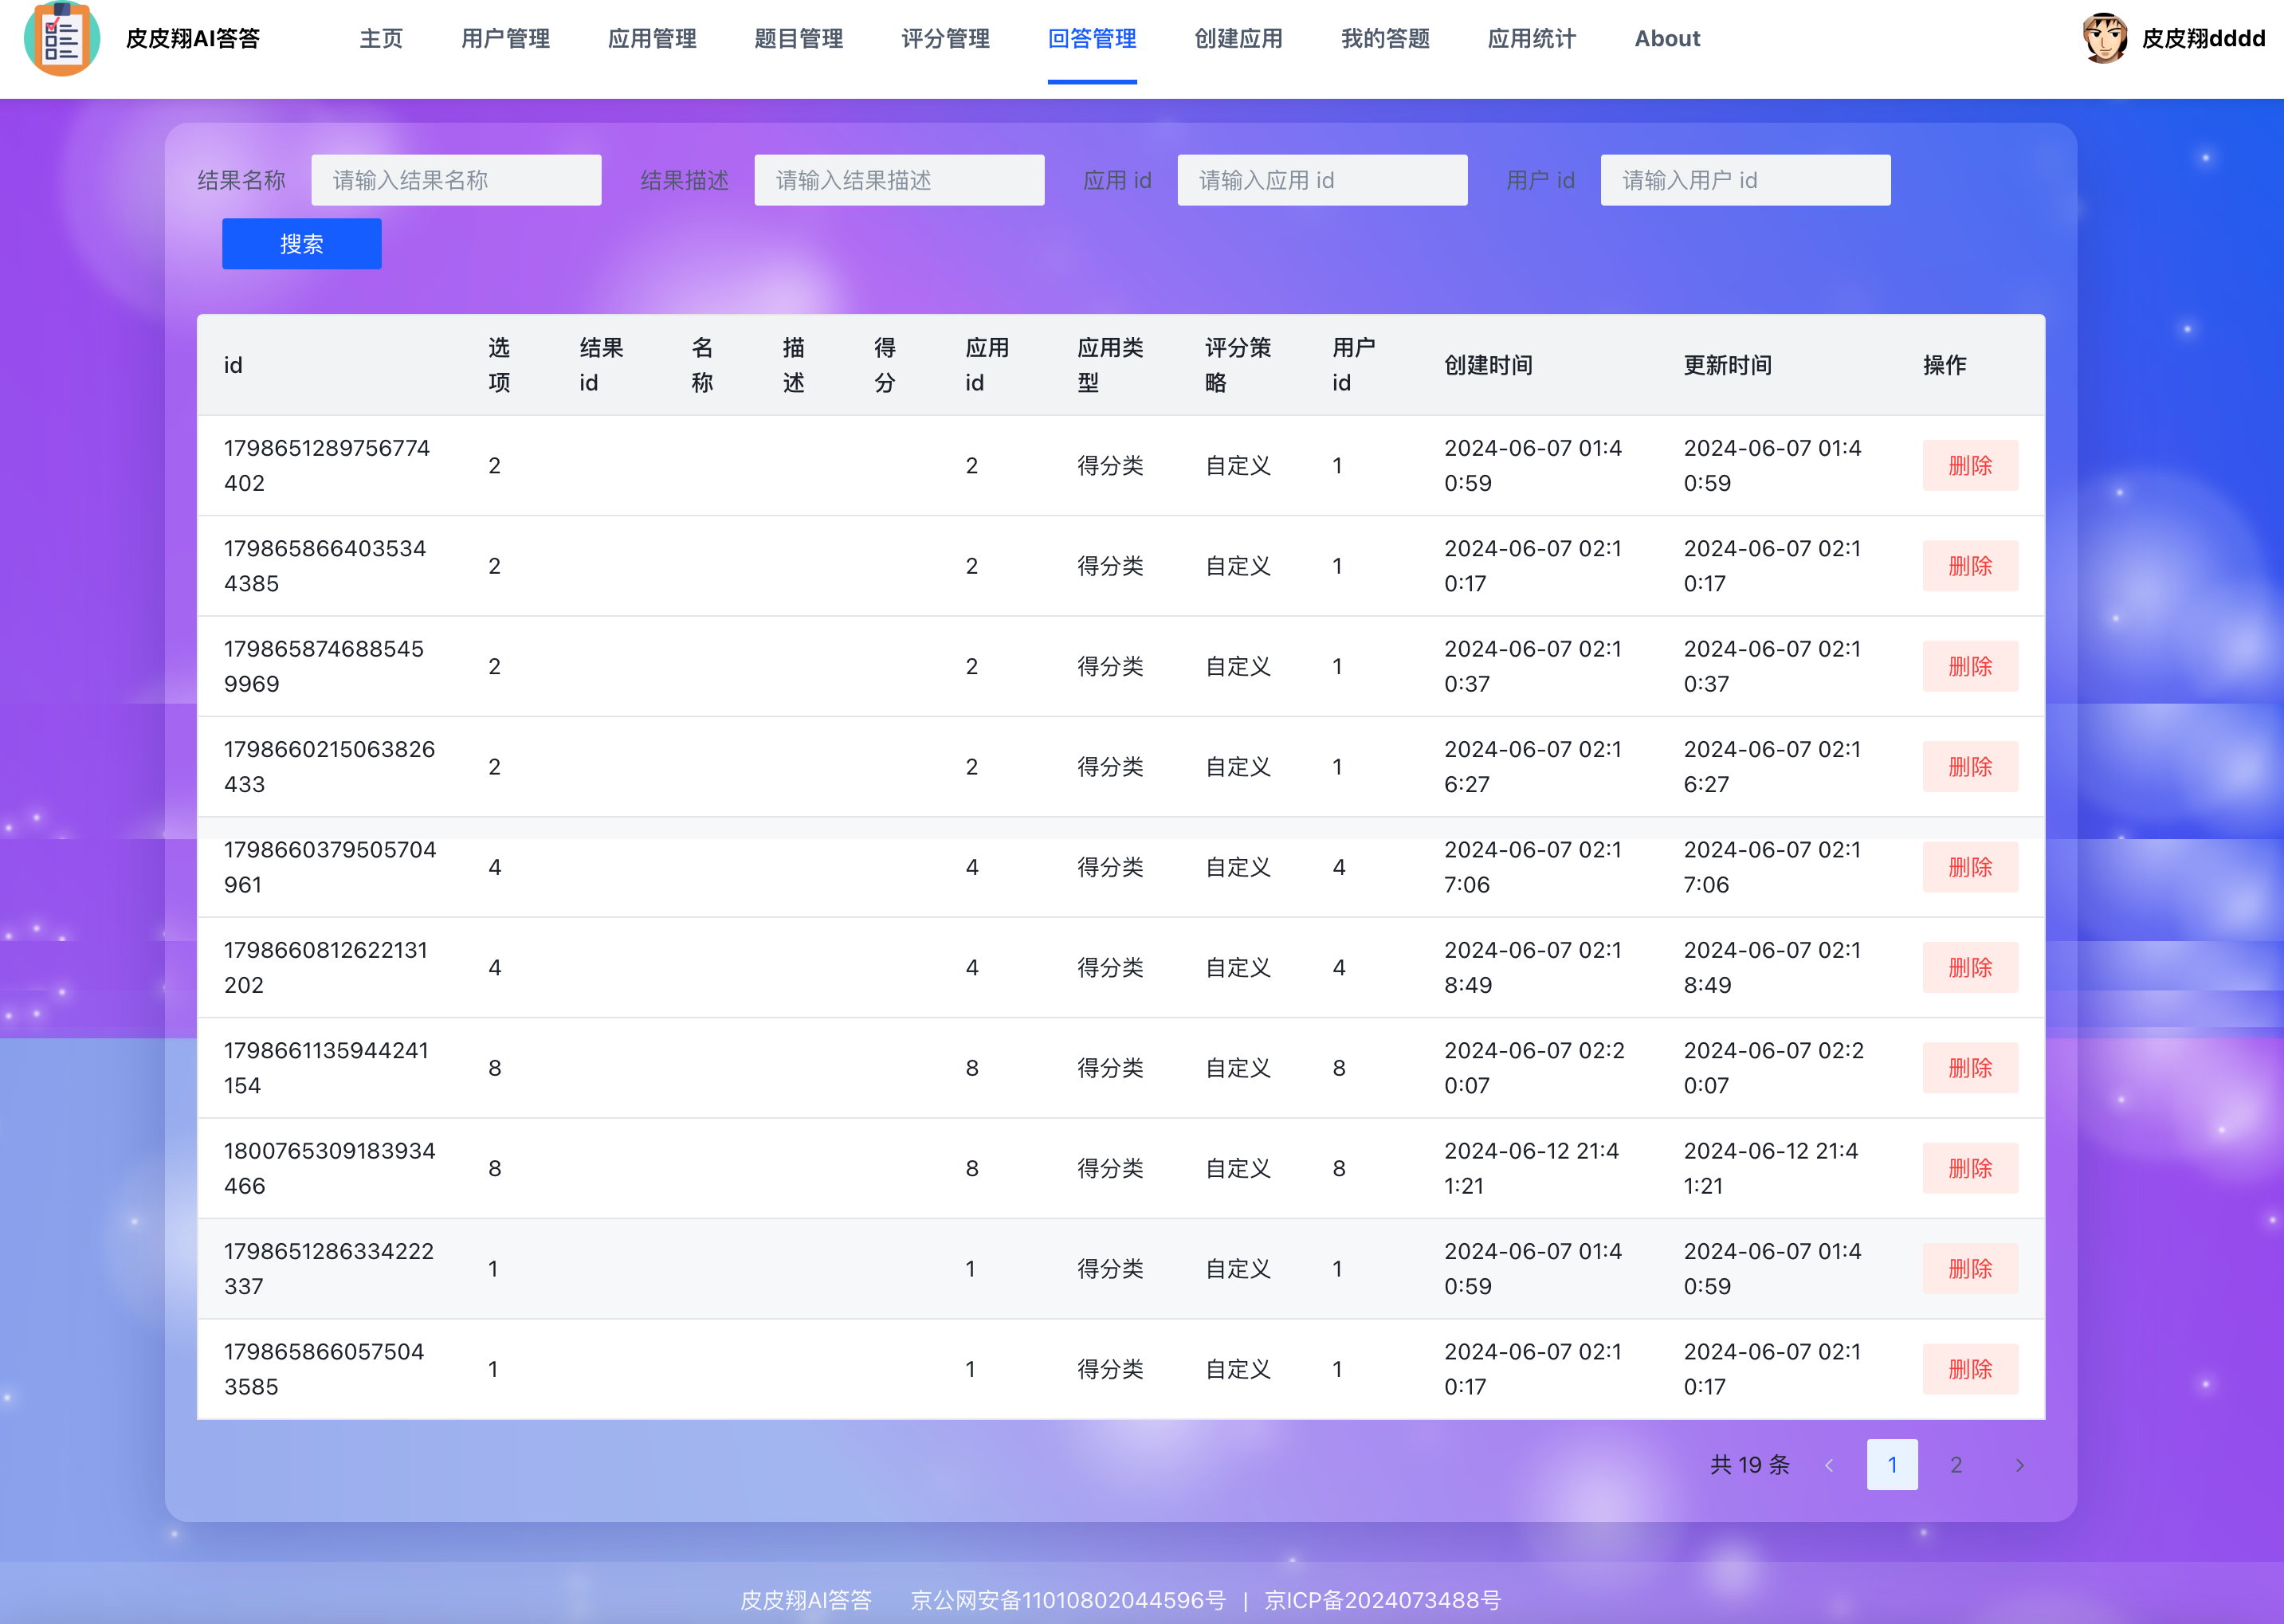 皮皮翔AI答答 主页 用户管理 应用管理 题目管理 评分管理 回答管理 创建应用 我的答题 应用统计 About 皮皮翔dddd
结果名称 请输入结果名称 结果描述 请输入结果描述 应用 id 请输入应用 id 用户 id 请输入用户 id
搜索
id 选项 结果id 名称 描述 得分 应用id 应用类型 评分策略 用户id 创建时间 更新时间 操作
1798651289756774402 2 2 得分类 自定义 1 2024-06-07 01:40:59 2024-06-07 01:40:59 删除
1798658664035344385 2 2 得分类 自定义 1 2024-06-07 02:10:17 2024-06-07 02:10:17 删除
1798658746885459969 2 2 得分类 自定义 1 2024-06-07 02:10:37 2024-06-07 02:10:37 删除
1798660215063826433 2 2 得分类 自定义 1 2024-06-07 02:16:27 2024-06-07 02:16:27 删除
1798660379505704961 4 4 得分类 自定义 4 2024-06-07 02:17:06 2024-06-07 02:17:06 删除
1798660812622131202 4 4 得分类 自定义 4 2024-06-07 02:18:49 2024-06-07 02:18:49 删除
1798661135944241154 8 8 得分类 自定义 8 2024-06-07 02:20:07 2024-06-07 02:20:07 删除
1800765309183934466 8 8 得分类 自定义 8 2024-06-12 21:41:21 2024-06-12 21:41:21 删除
1798651286334222337 1 1 得分类 自定义 1 2024-06-07 01:40:59 2024-06-07 01:40:59 删除
1798658660575043585 1 1 得分类 自定义 1 2024-06-07 02:10:17 2024-06-07 02:10:17 删除
共 19 条 1 2
皮皮翔AI答答 京公网安备11010802044596号 | 京ICP备2024073488号